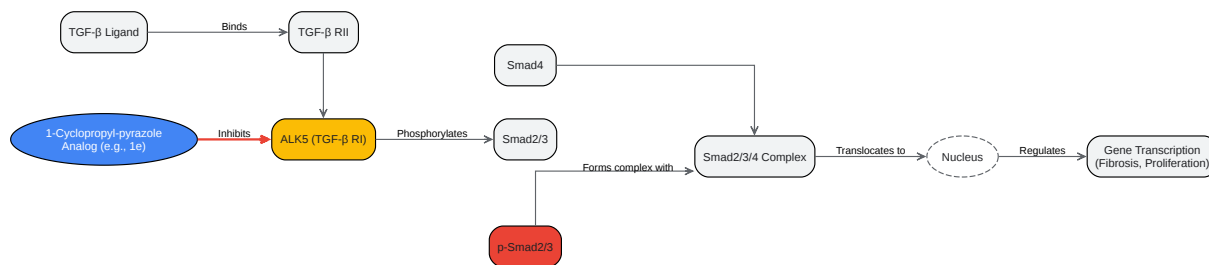 TGF-β Ligand
Binds
TGF-β RII
Smad4
1-Cyclopropyl-pyrazole
Analog (e.g., 1e)
Inhibits
ALK5 (TGF-β RI)
Phosphorylates
Smad2/3
Smad2/3/4 Complex
Translocates to
Nucleus
Regulates
Gene Transcription
(Fibrosis, Proliferation)
Forms complex with
p-Smad2/3